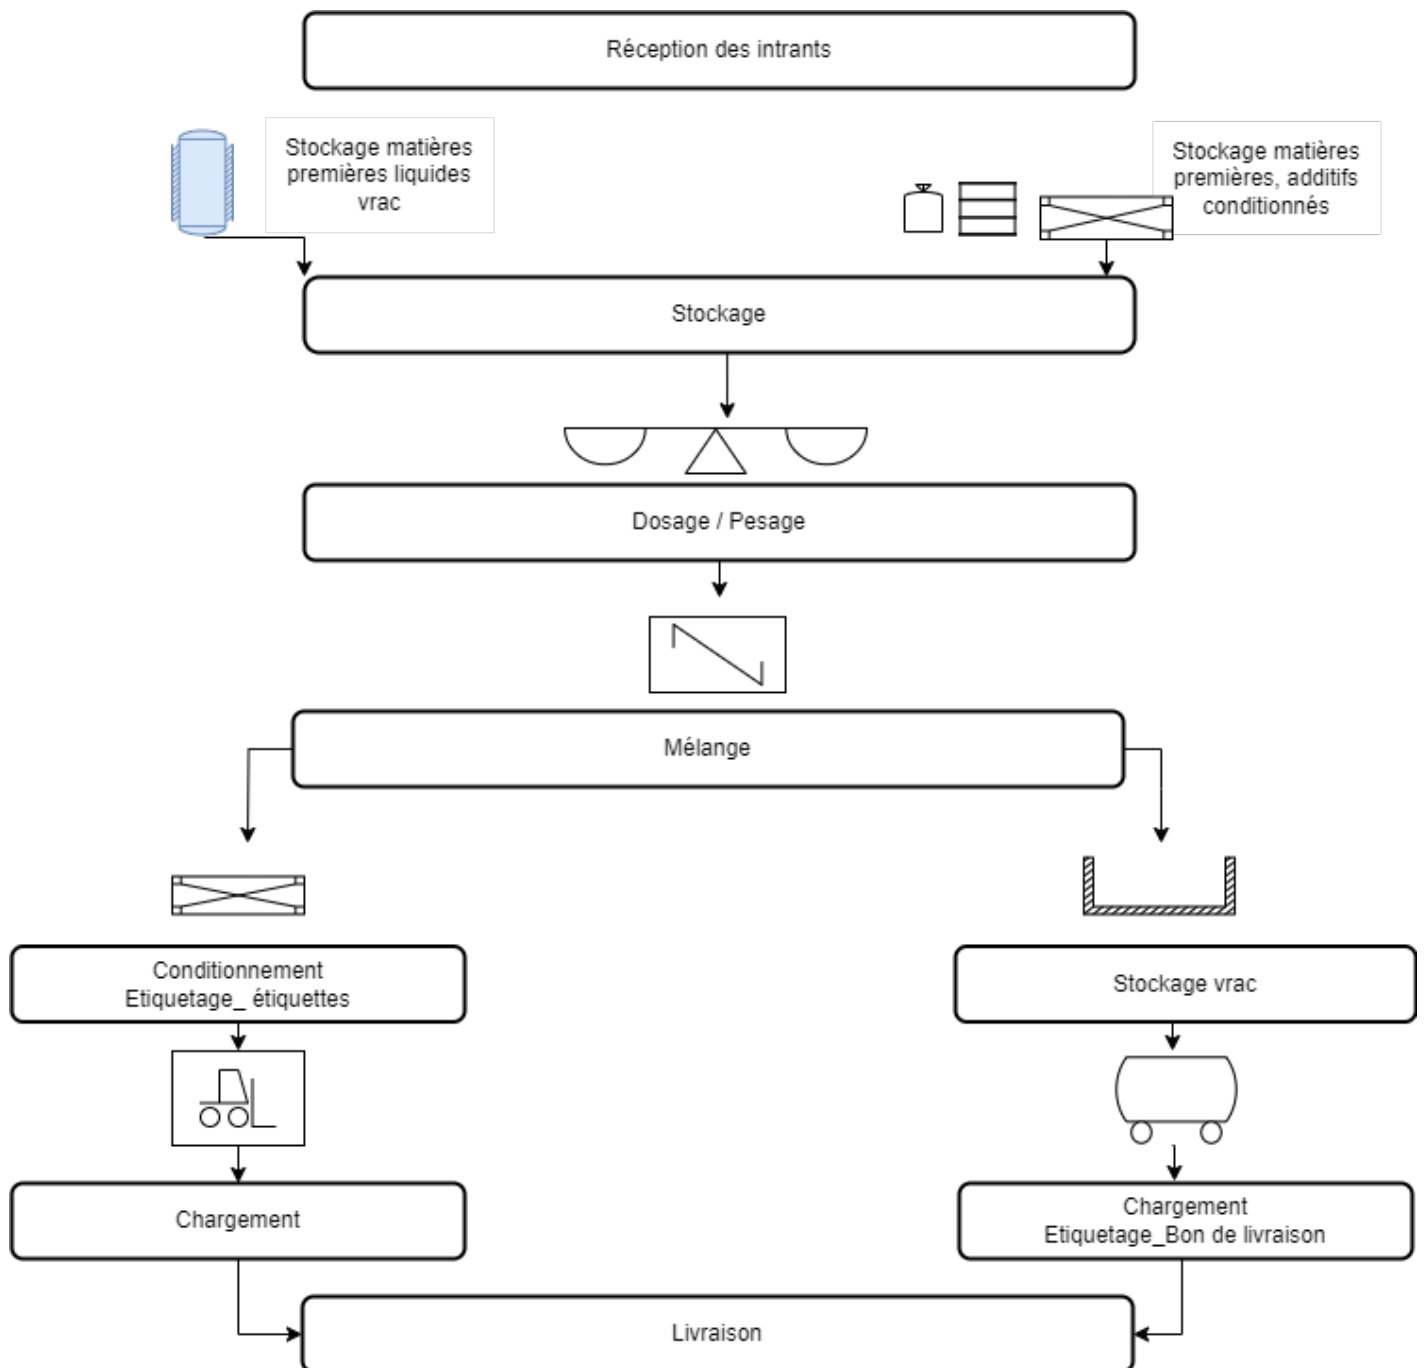 Réception des intrants
Stockage matières
premières liquides
vrac
Stockage matières
premières, additifs
conditionnés
Stockage
Dosage / Pesage
Mélange
Conditionnement
Etiquetage_ étiquettes
Stockage vrac
Chargement
Chargement
Etiquetage_Bon de livraison
Livraison